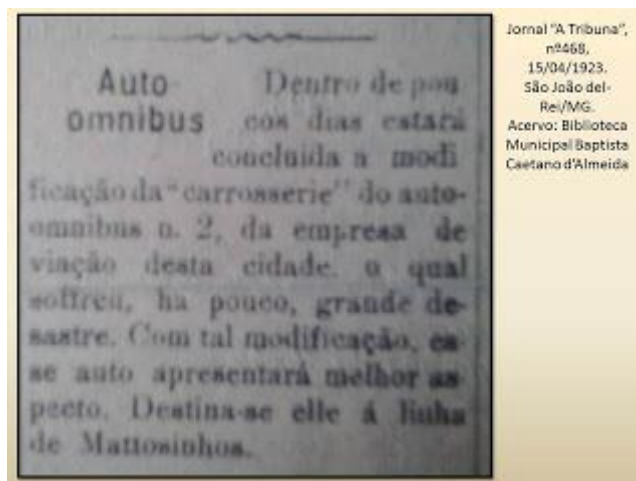 Auto-
omnibus
Dentro de pou
cos dias estará
concluida a modi
ficação da "carrosserie" do auto-
omnibus n. 2, da empresa de
viação desta cidade, o qual
soffreu, ha pouco, grande de-
sastre. Com tal modificação, es-
se auto apresentará melhor as-
pecto. Destina-se elle á linha
de Mattosinhos.
Jornal "A Tribuna",
nº468,
15/04/1923.
São João del-
Rei/MG.
Acervo: Biblioteca
Municipal Baptista
Caetano d'Almeida